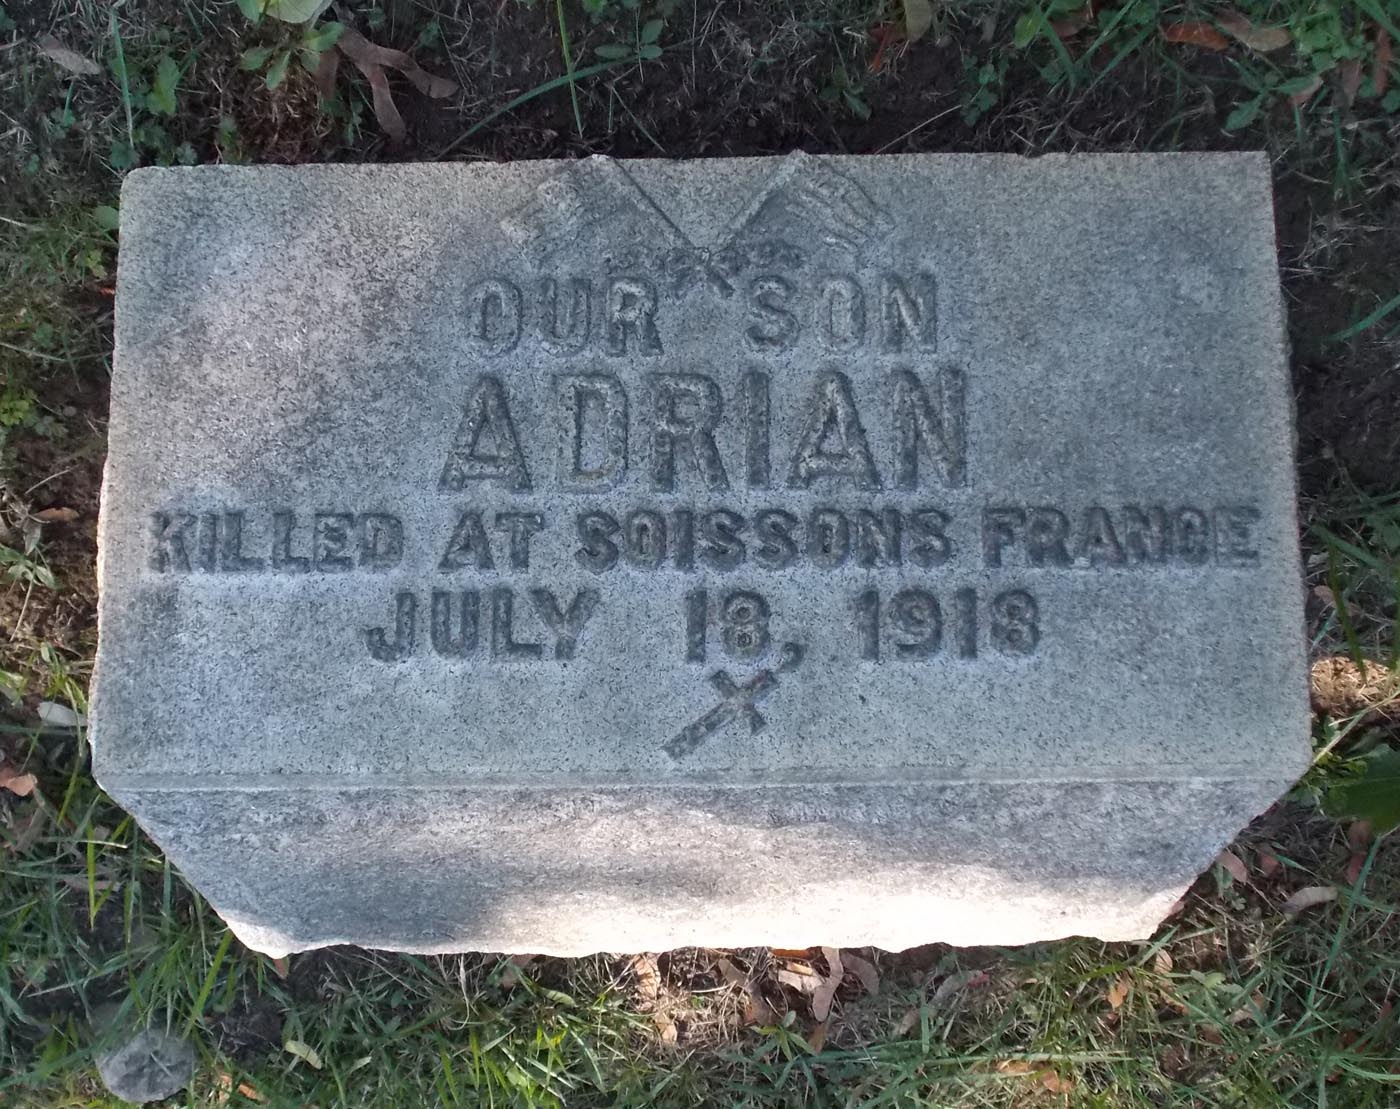 OUR SON
ADRIAN
KILLED AT SOISSONS FRANCE
JULY 18, 1918